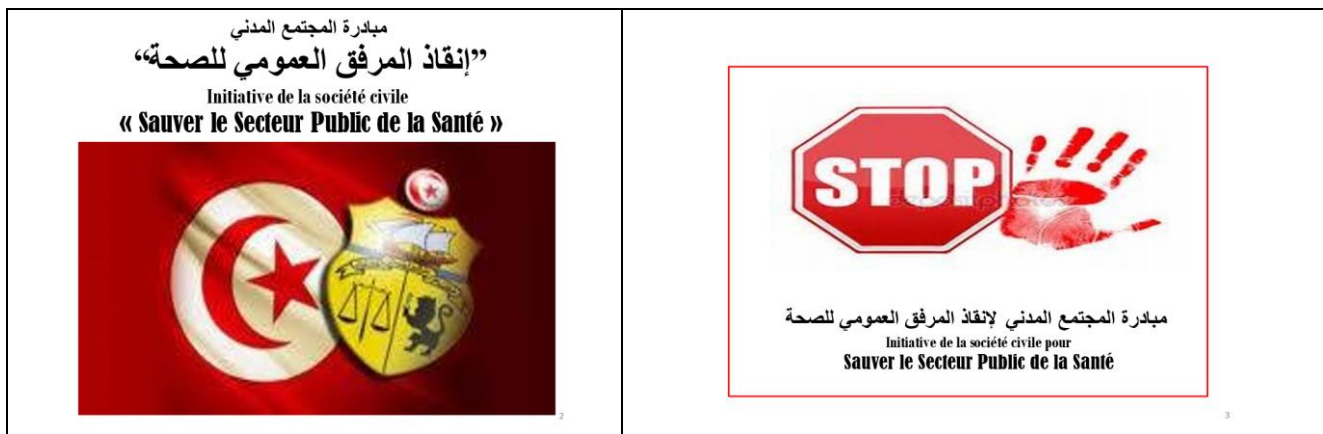 مبادرة المجتمع المدني
”إنقاذ المرفق العمومي للصحة“
Initiative de la société civile
« Sauver le Secteur Public de la Santé »
2
STOP
مبادرة المجتمع المدني لإنقاذ المرفق العمومي للصحة
Initiative de la société civile pour
Sauver le Secteur Public de la Santé
3